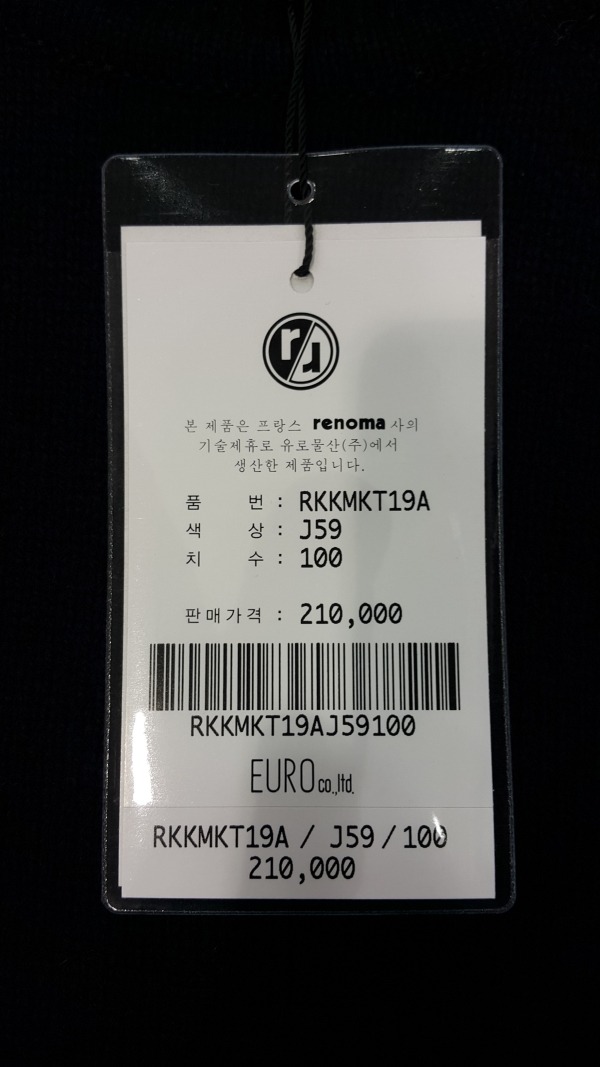 rr
본 제품은 프랑스 renoma 사의
기술제휴로 유로물산(주)에서
생산한 제품입니다.
품 번 : RKKMKT19A
색 상 : J59
치 수 : 100
판매가격 : 210,000
RKKMKT19AJ59100
EURO co.,ltd.
RKKMKT19A / J59 / 100
210,000